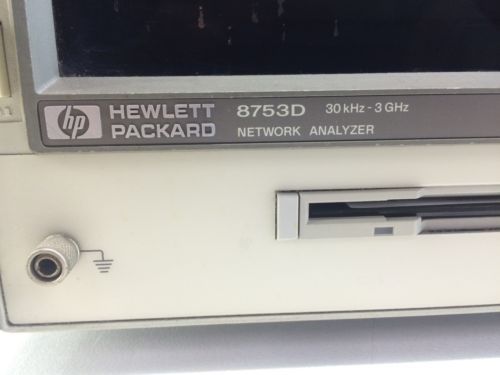 hp HEWLETT PACKARD 8753D 30 kHz - 3 GHz
NETWORK ANALYZER